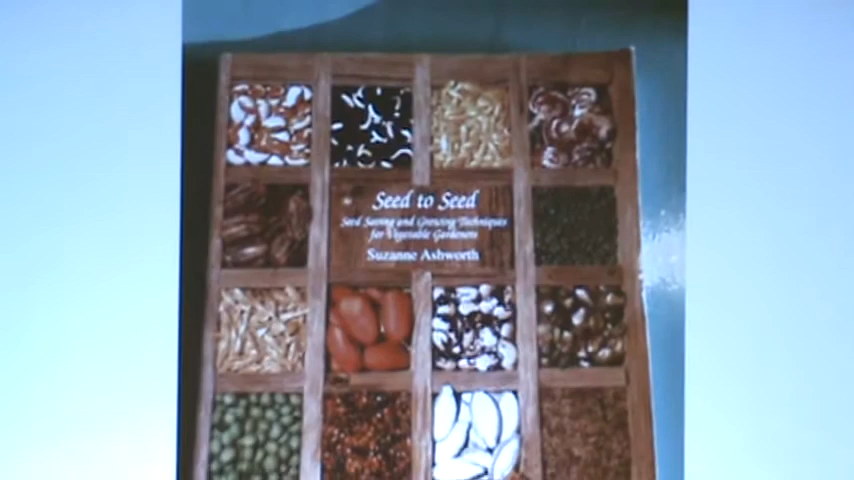 Seed to Seed
Seed Saving and Growing Techniques
for Vegetable Gardeners
Suzanne Ashworth